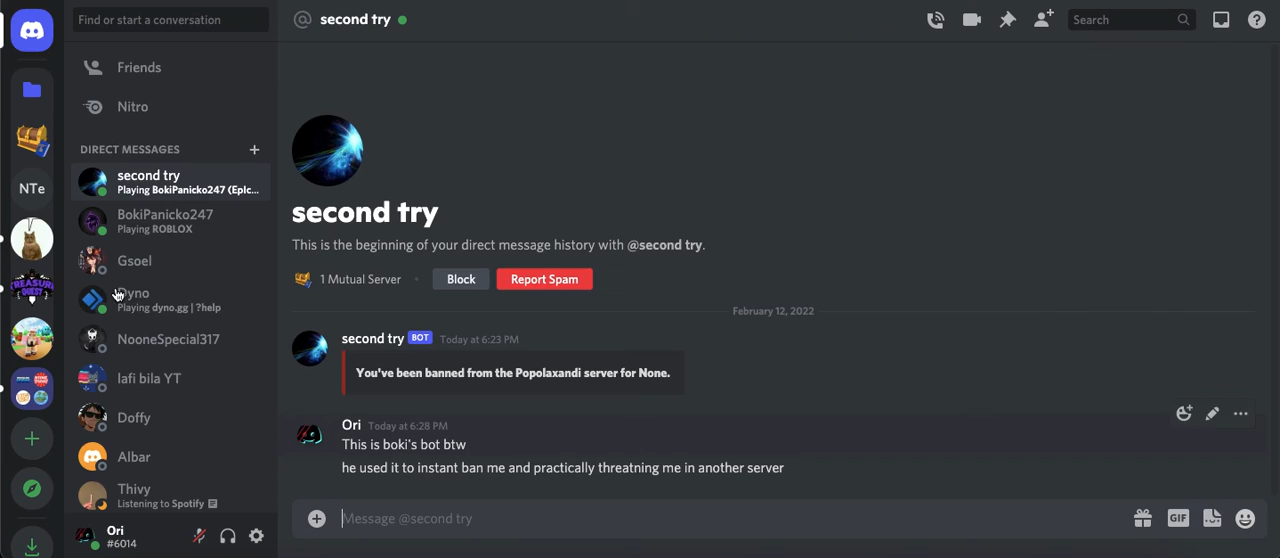 Find or start a conversation
@ second try
Search
Friends
Nitro
DIRECT MESSAGES +
second try
Playing BokiPanicko247 (Epic...
BokiPanicko247
Playing ROBLOX
Gsoel
Dyno
Playing dyno.gg | ?help
NooneSpecial317
lafi bila YT
Doffy
Albar
Thivy
Listening to Spotify
Ori
#6014
NTe
TREASURE
QUEST
second try
This is the beginning of your direct message history with @second try.
1 Mutual Server
Block
Report Spam
February 12, 2022
second try BOT Today at 6:23 PM
You've been banned from the Popolaxandi server for None.
Ori Today at 6:28 PM
This is boki's bot btw
he used it to instant ban me and practically threatning me in another server
Message @second try
GIF